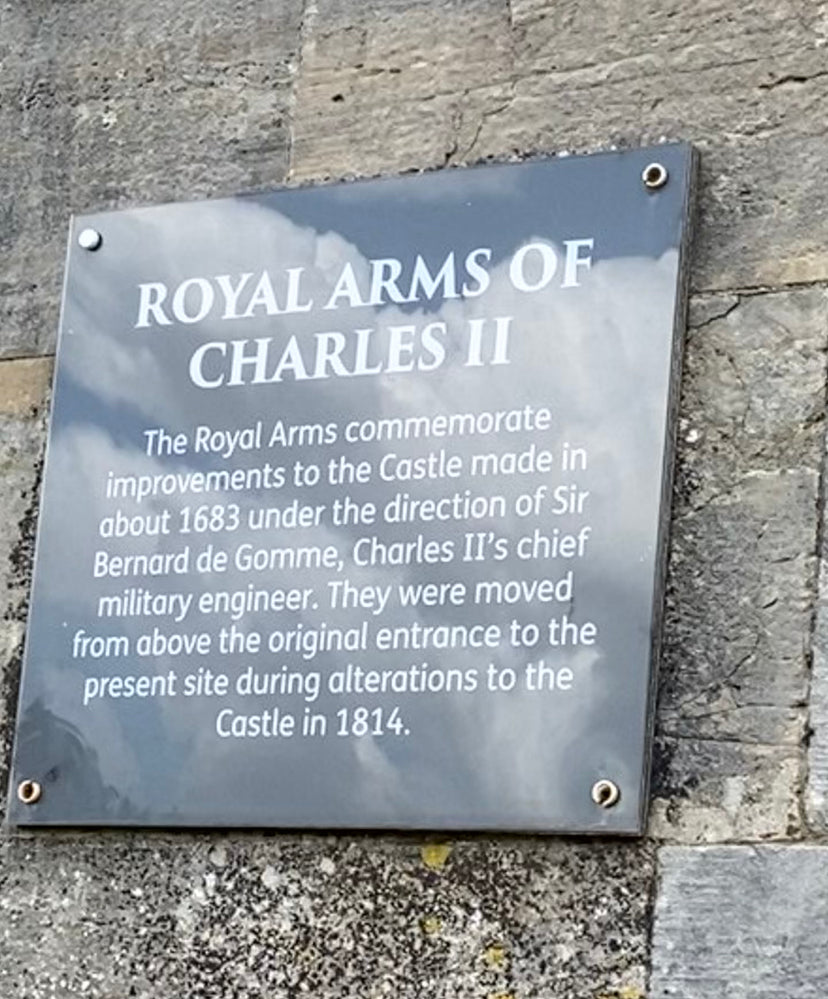 ROYAL ARMS OF
CHARLES II
The Royal Arms commemorate
improvements to the Castle made in
about 1683 under the direction of Sir
Bernard de Gomme, Charles II's chief
military engineer. They were moved
from above the original entrance to the
present site during alterations to the
Castle in 1814.